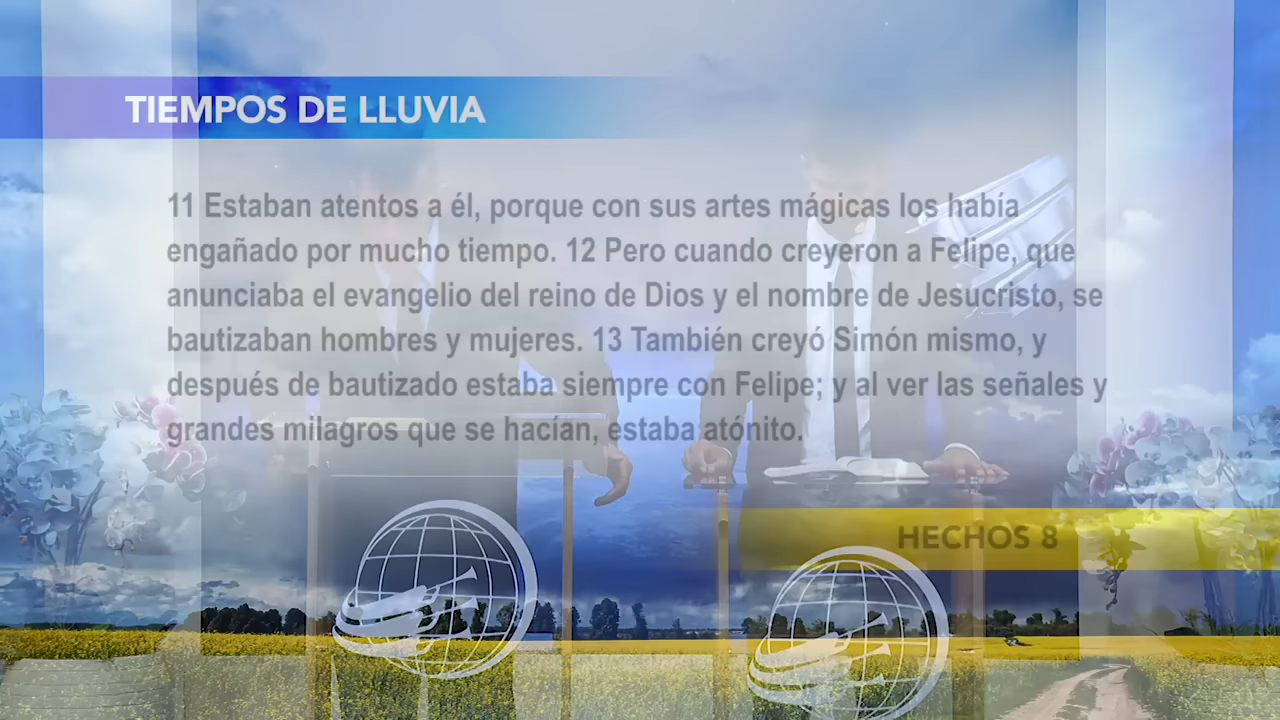 TIEMPOS DE LLUVIA
11 Estaban atentos a él, porque con sus artes mágicas los había
engañado por mucho tiempo. 12 Pero cuando creyeron a Felipe, que
anunciaba el evangelio del reino de Dios y el nombre de Jesucristo, se
bautizaban hombres y mujeres. 13 También creyó Simón mismo, y
después de bautizado estaba siempre con Felipe; y al ver las señales y
grandes milagros que se hacían, estaba atónito.
HECHOS 8